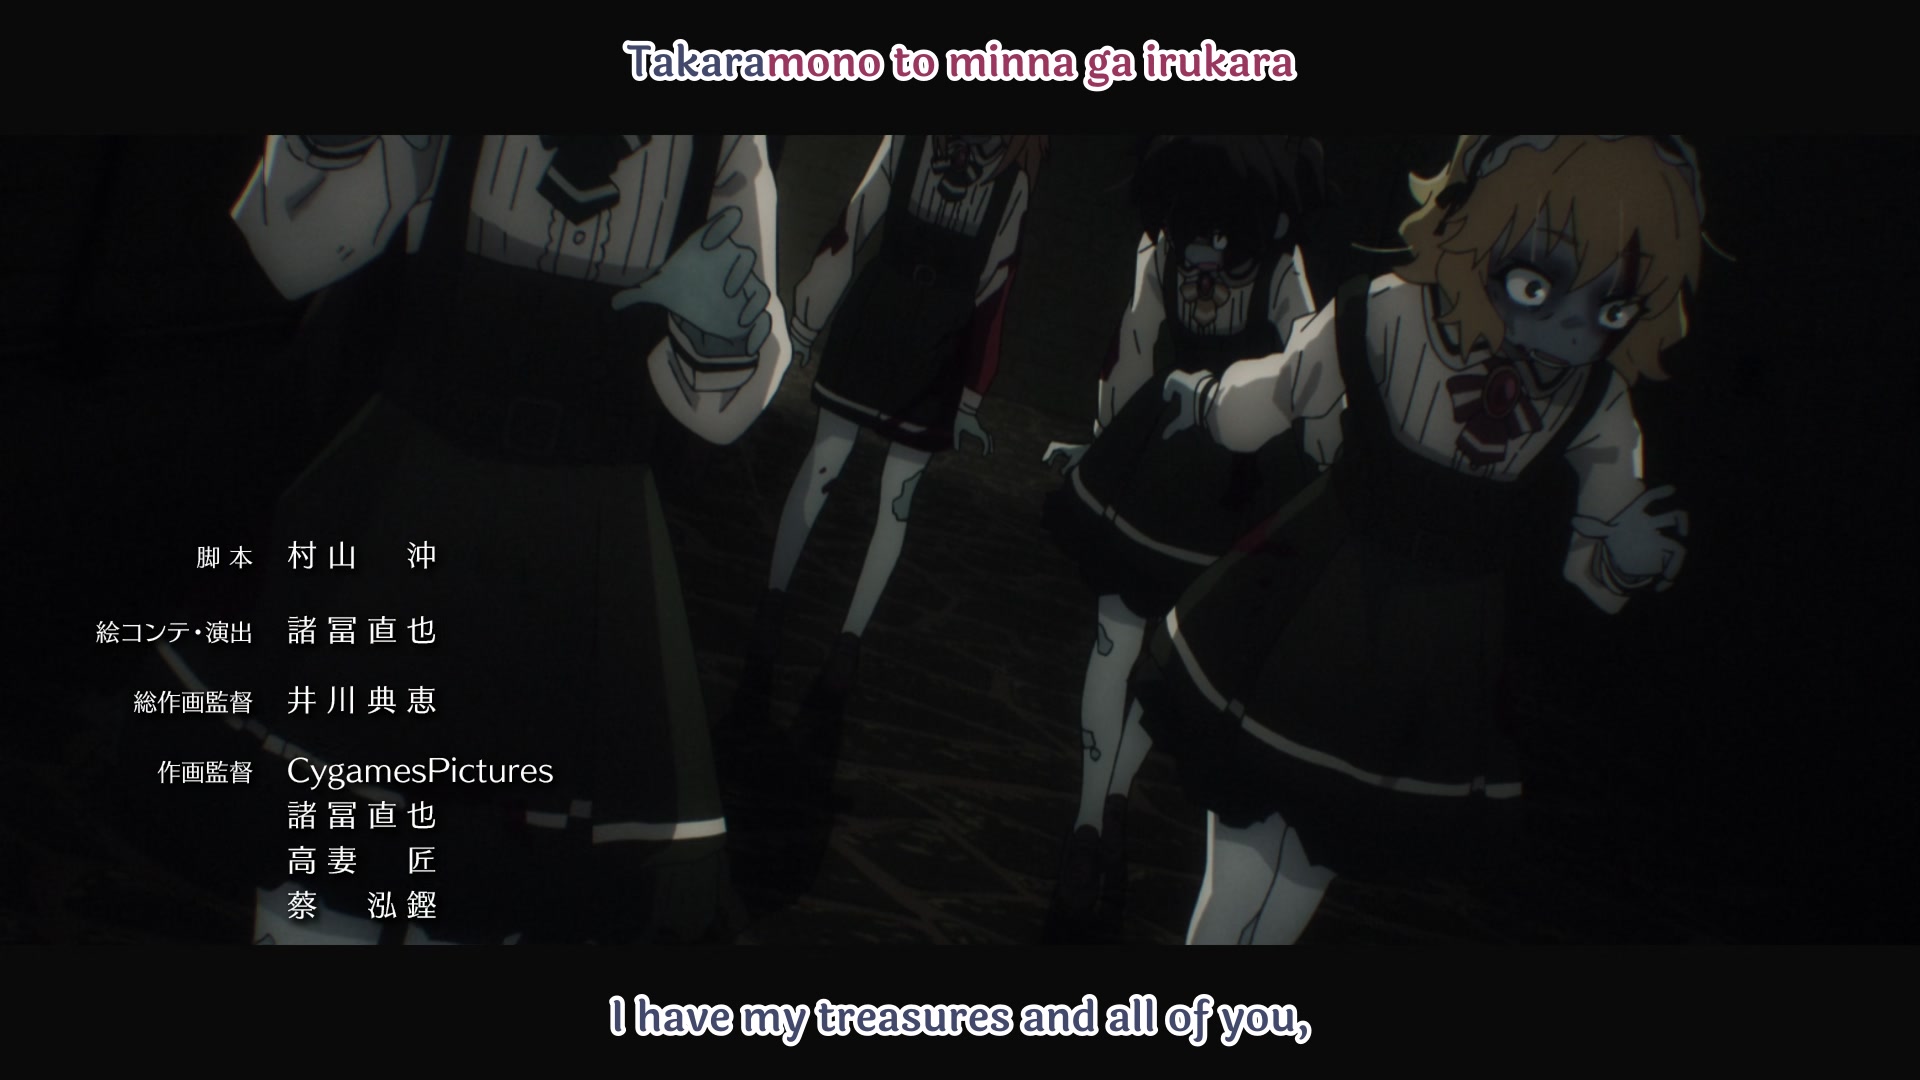 Takaramono to minna ga irukara
脚本 村山 沖
絵コンテ・演出 諸冨直也
総作画監督 井川典恵
作画監督 CygamesPictures
諸冨直也
高妻 匠
蔡 泓鏗
I have my treasures and all of you,